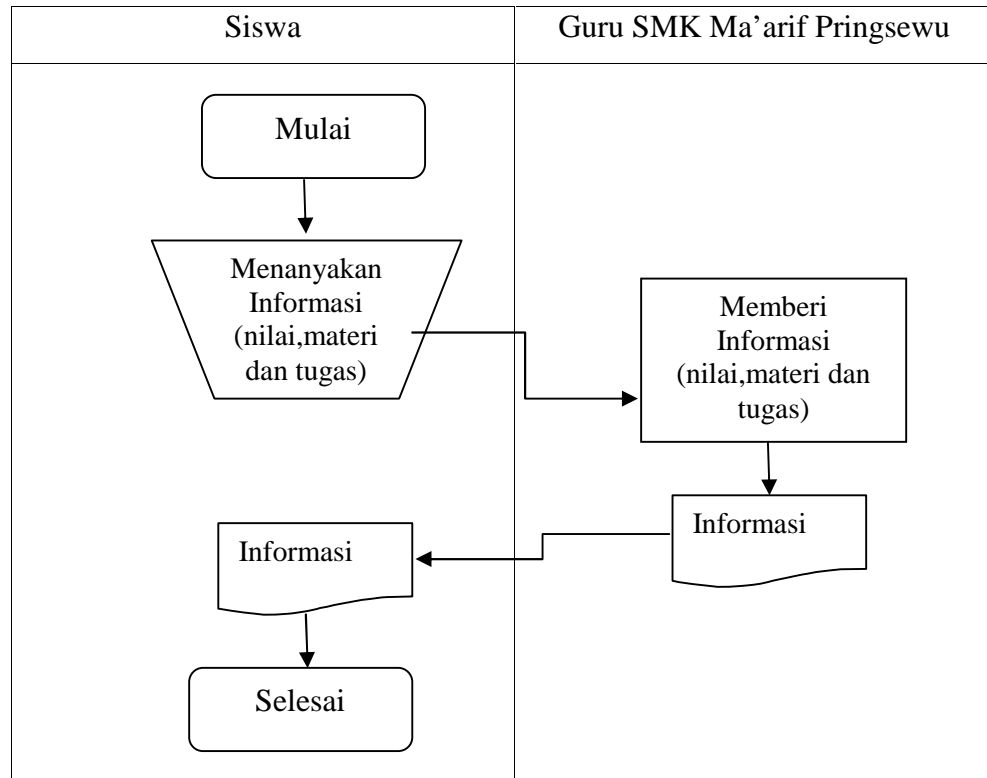 Siswa
Guru SMK Ma’arif Pringsewu
Mulai
Menanyakan
Informasi
(nilai,materi
dan tugas)
Memberi
Informasi
(nilai,materi dan
tugas)
Informasi
Informasi
Selesai